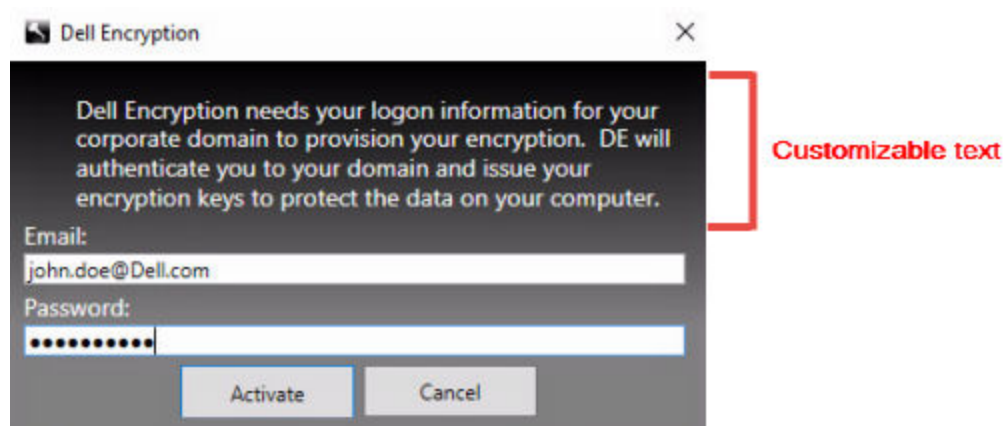 Dell Encryption
Dell Encryption needs your logon information for your
corporate domain to provision your encryption.  DE will
authenticate you to your domain and issue your
encryption keys to protect the data on your computer.
Customizable text
Email:
john.doe@Dell.com
Password:
●●●●●●●●●●
Activate
Cancel